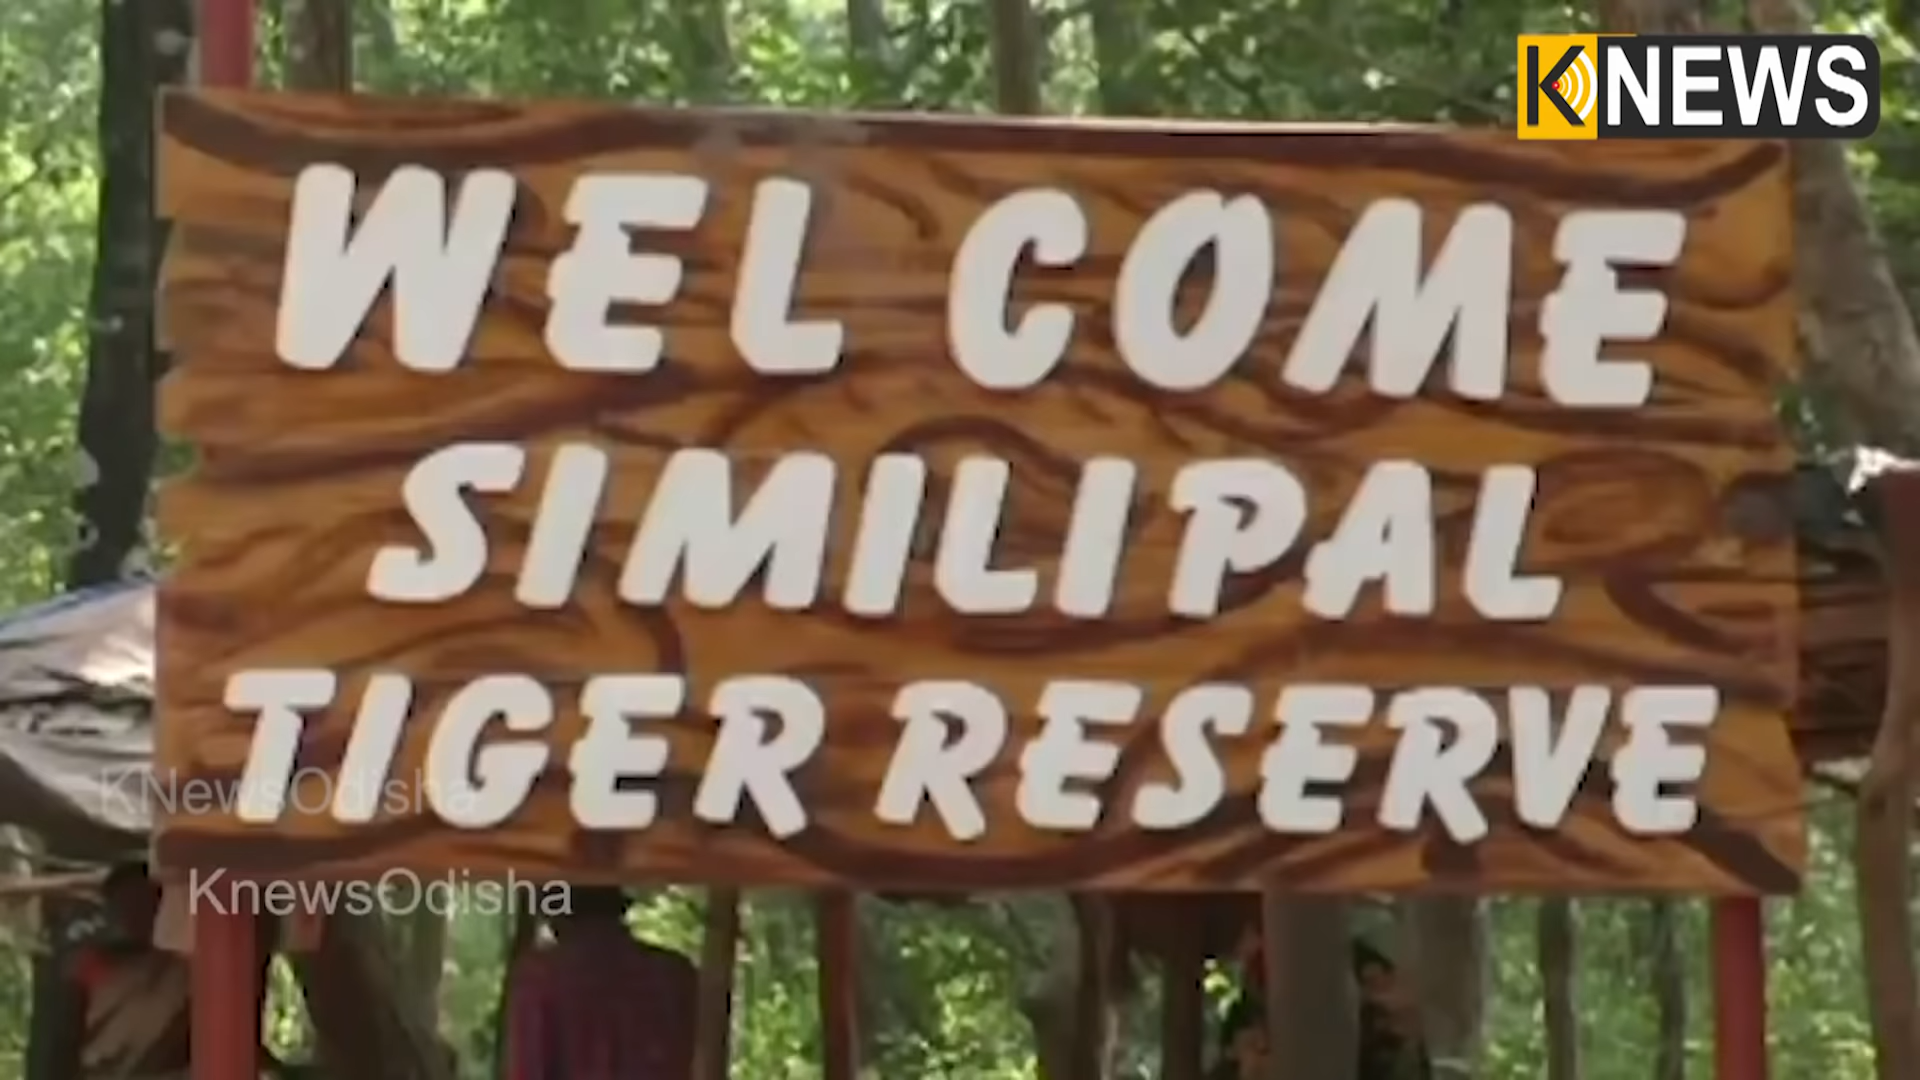 KNEWS
WEL COME
SIMILIPAL
TIGER RESERVE
KNewsOdisha
KnewsOdisha